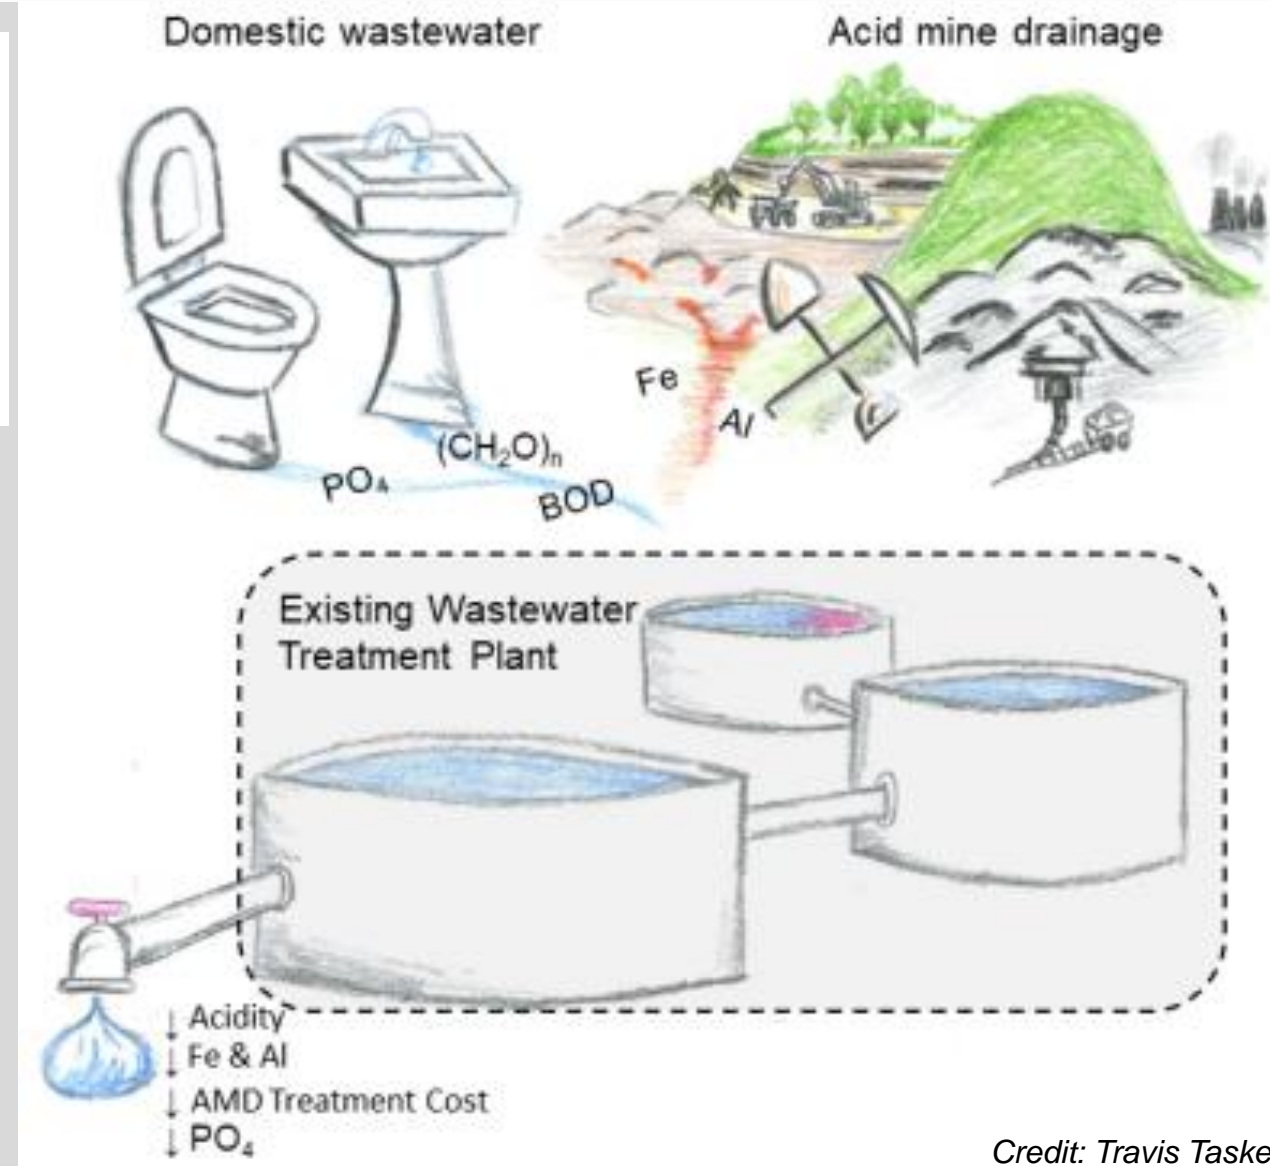 Domestic wastewater
Acid mine drainage
Fe
Al
(CH₂O)ₙ
PO₄
BOD
Existing Wastewater
Treatment Plant
↓ Acidity
↓ Fe & Al
↓ AMD Treatment Cost
↓ PO₄
Credit: Travis Taske